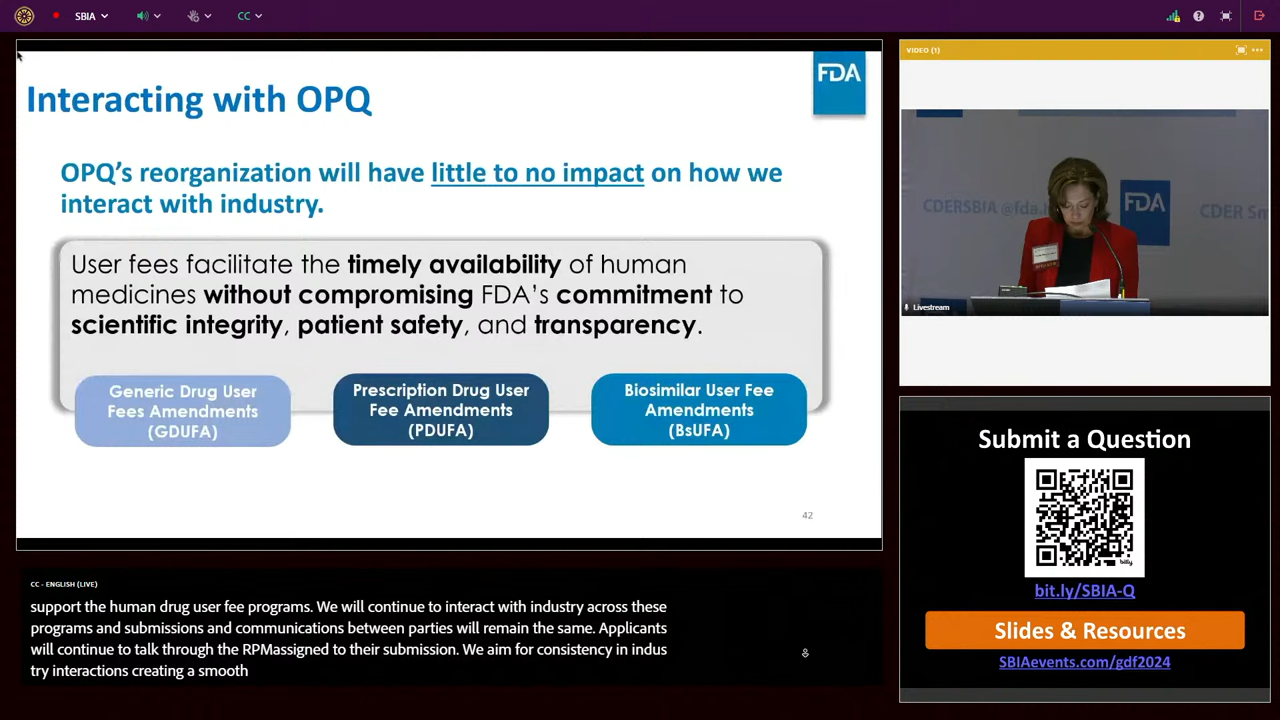 SBIA
CC
FDA
Interacting with OPQ
OPQ’s reorganization will have little to no impact on how we
interact with industry.
User fees facilitate the timely availability of human
medicines without compromising FDA’s commitment to
scientific integrity, patient safety, and transparency.
Generic Drug User
Fees Amendments
(GDUFA)
Prescription Drug User
Fee Amendments
(PDUFA)
Biosimilar User Fee
Amendments
(BsUFA)
42
CC - ENGLISH (LIVE)
support the human drug user fee programs. We will continue to interact with industry across these
programs and submissions and communications between parties will remain the same. Applicants
will continue to talk through the RPMassigned to their submission. We aim for consistency in indus
try interactions creating a smooth
VIDEO (1)
CDERSBIA @fda.
FDA
CDER Sm
Livestream
Submit a Question
bitly
bit.ly/SBIA-Q
Slides & Resources
SBIAevents.com/gdf2024